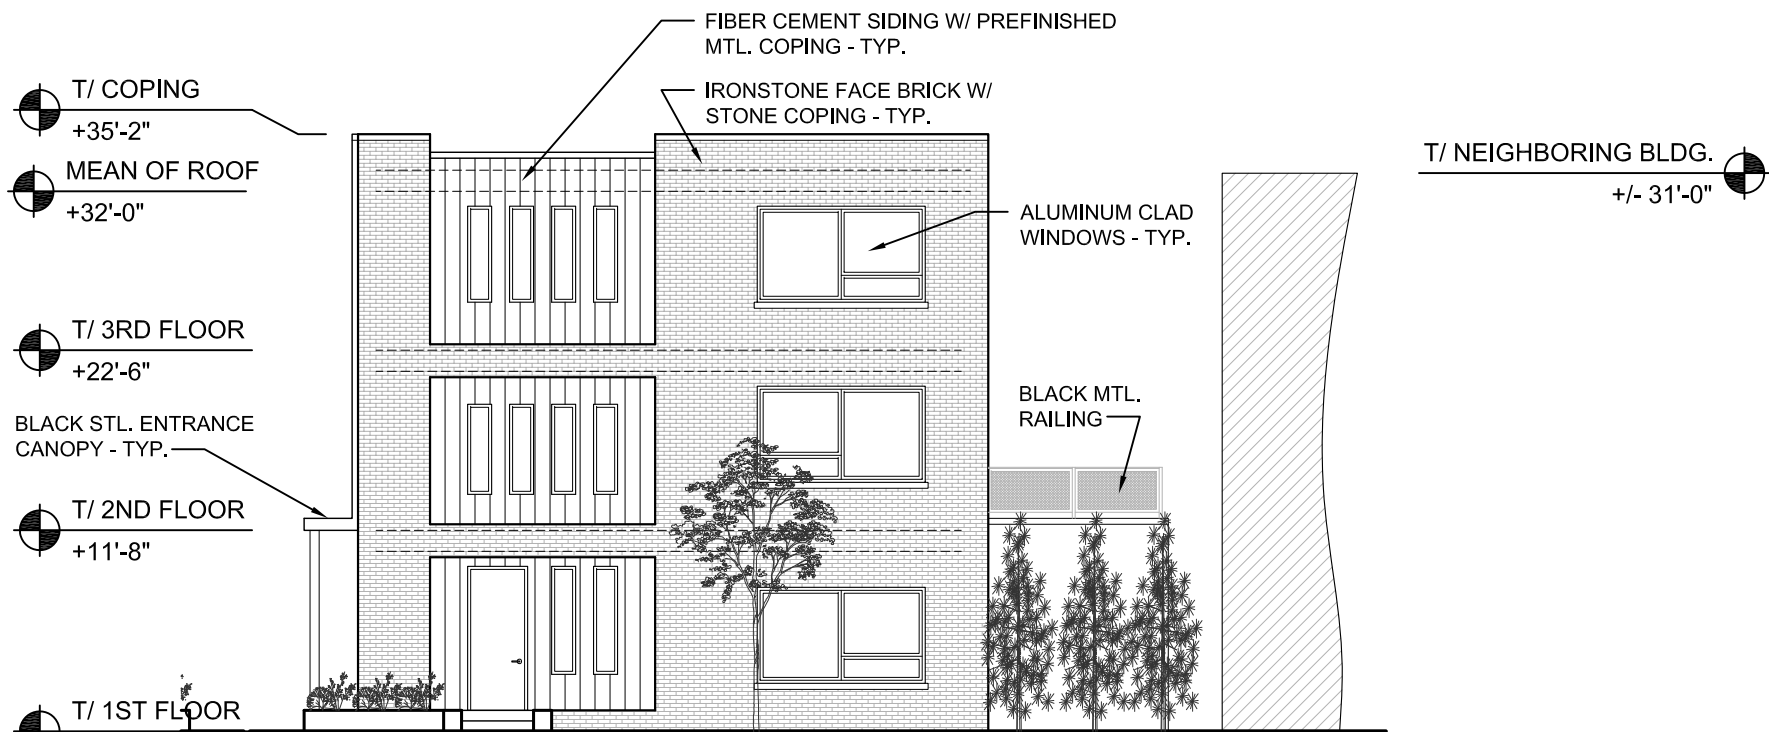 FIBER CEMENT SIDING W/ PREFINISHED
MTL. COPING - TYP.
T/ COPING
+35'-2"
IRONSTONE FACE BRICK W/
STONE COPING - TYP.
MEAN OF ROOF
+32'-0"
T/ NEIGHBORING BLDG.
+/- 31'-0"
ALUMINUM CLAD
WINDOWS - TYP.
T/ 3RD FLOOR
+22'-6"
BLACK MTL.
RAILING
BLACK STL. ENTRANCE
CANOPY - TYP.
T/ 2ND FLOOR
+11'-8"
T/ 1ST FLOOR